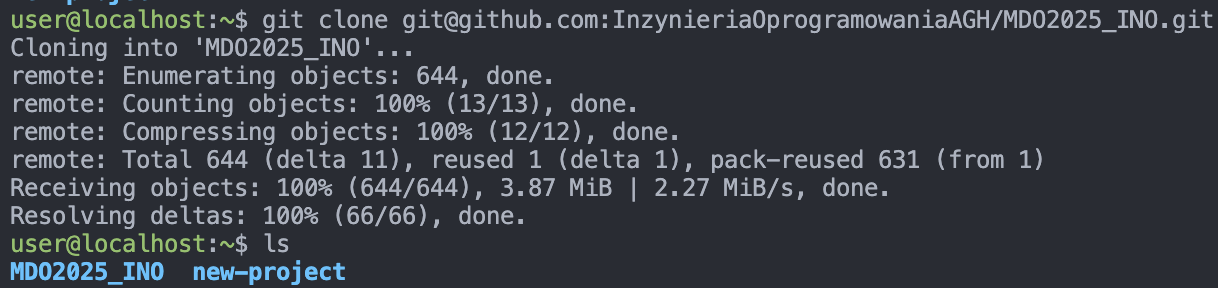 user@localhost:~$ git clone git@github.com:InzynieriaOprogramowaniaAGH/MDO2025_INO.git
Cloning into 'MDO2025_INO'...
remote: Enumerating objects: 644, done.
remote: Counting objects: 100% (13/13), done.
remote: Compressing objects: 100% (12/12), done.
remote: Total 644 (delta 11), reused 1 (delta 1), pack-reused 631 (from 1)
Receiving objects: 100% (644/644), 3.87 MiB | 2.27 MiB/s, done.
Resolving deltas: 100% (66/66), done.
user@localhost:~$ ls
MDO2025_INO  new-project